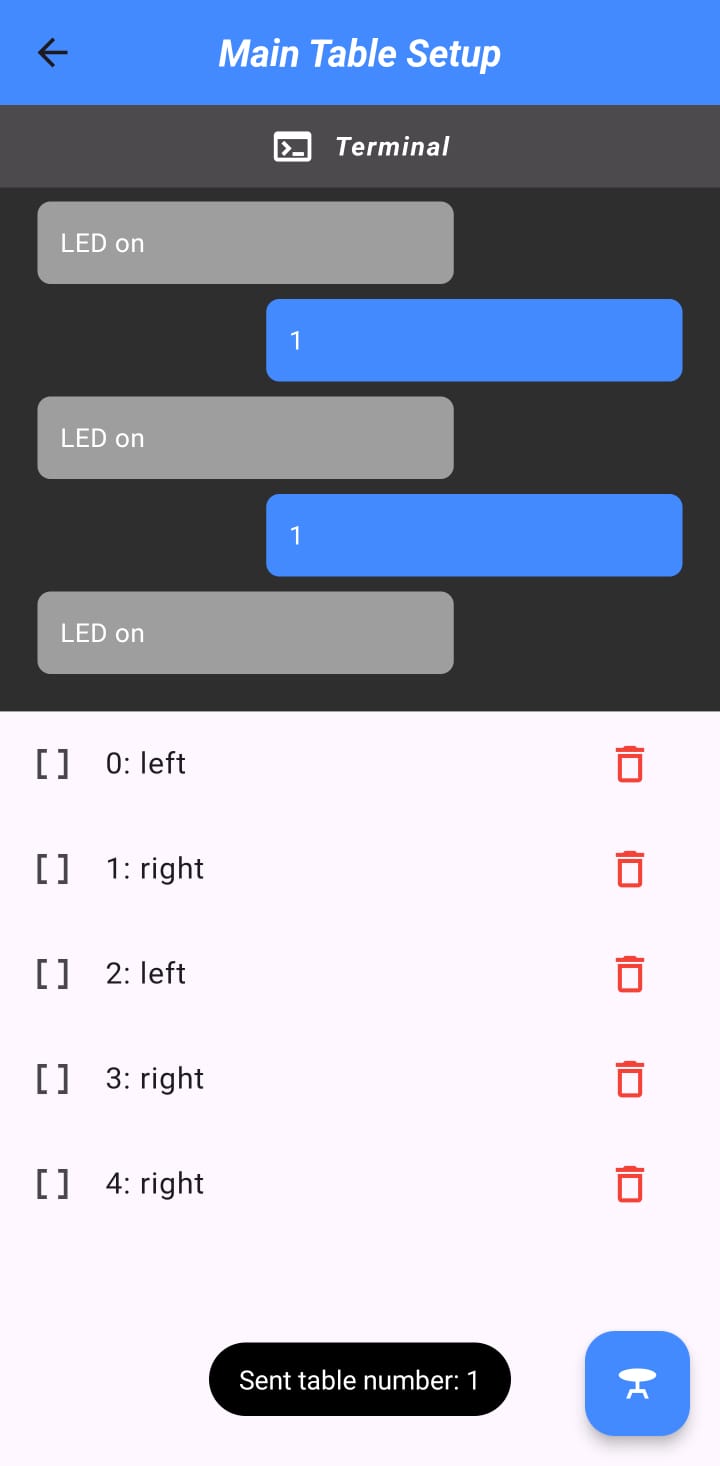 Main Table Setup
Terminal
LED on
1
LED on
1
LED on
0: left
1: right
2: left
3: right
4: right
Sent table number: 1